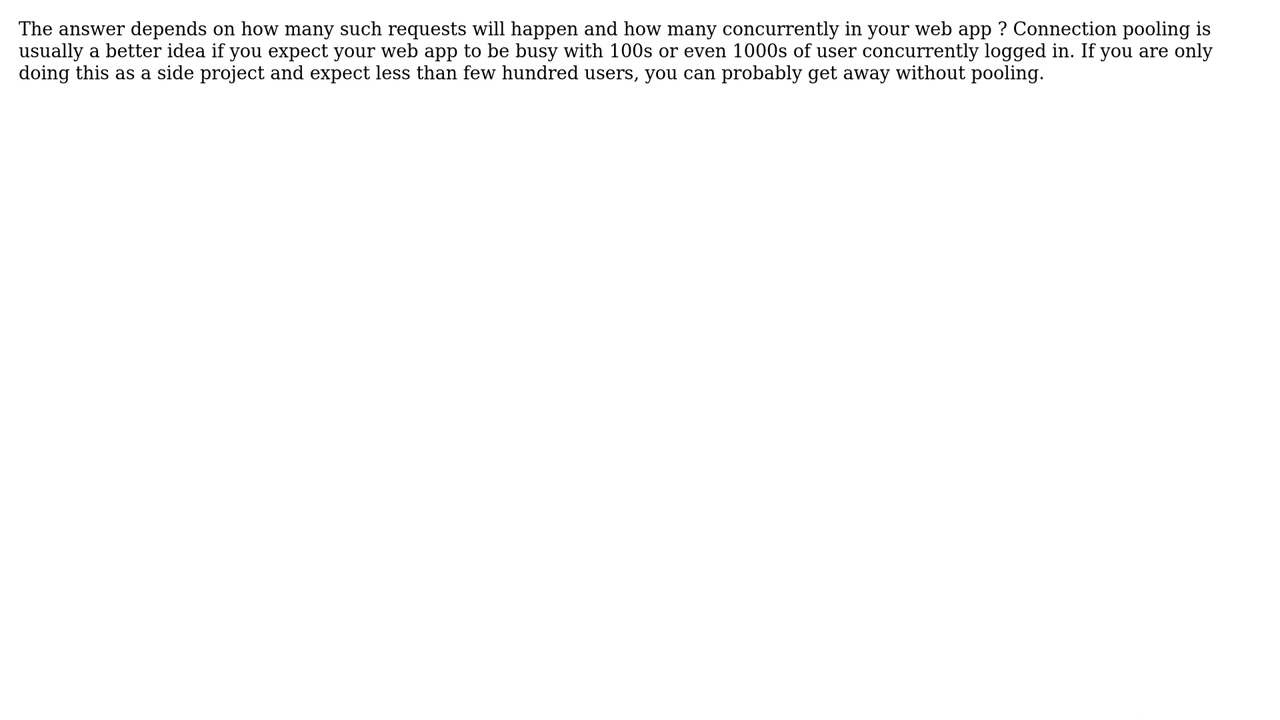 The answer depends on how many such requests will happen and how many concurrently in your web app ? Connection pooling is
usually a better idea if you expect your web app to be busy with 100s or even 1000s of user concurrently logged in. If you are only
doing this as a side project and expect less than few hundred users, you can probably get away without pooling.